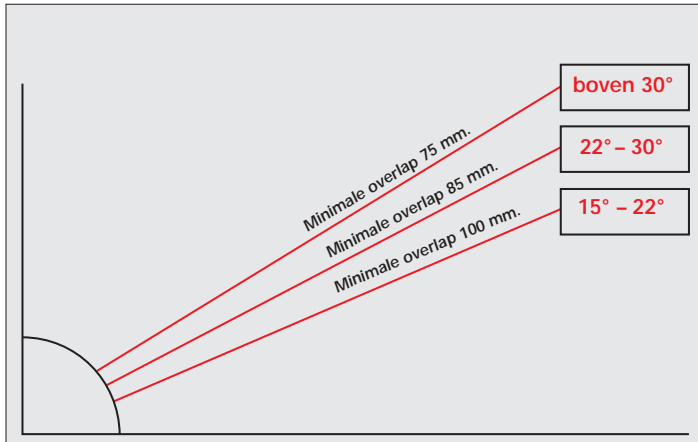 boven 30°
Minimale overlap 75 mm.
22° – 30°
Minimale overlap 85 mm.
15° – 22°
Minimale overlap 100 mm.